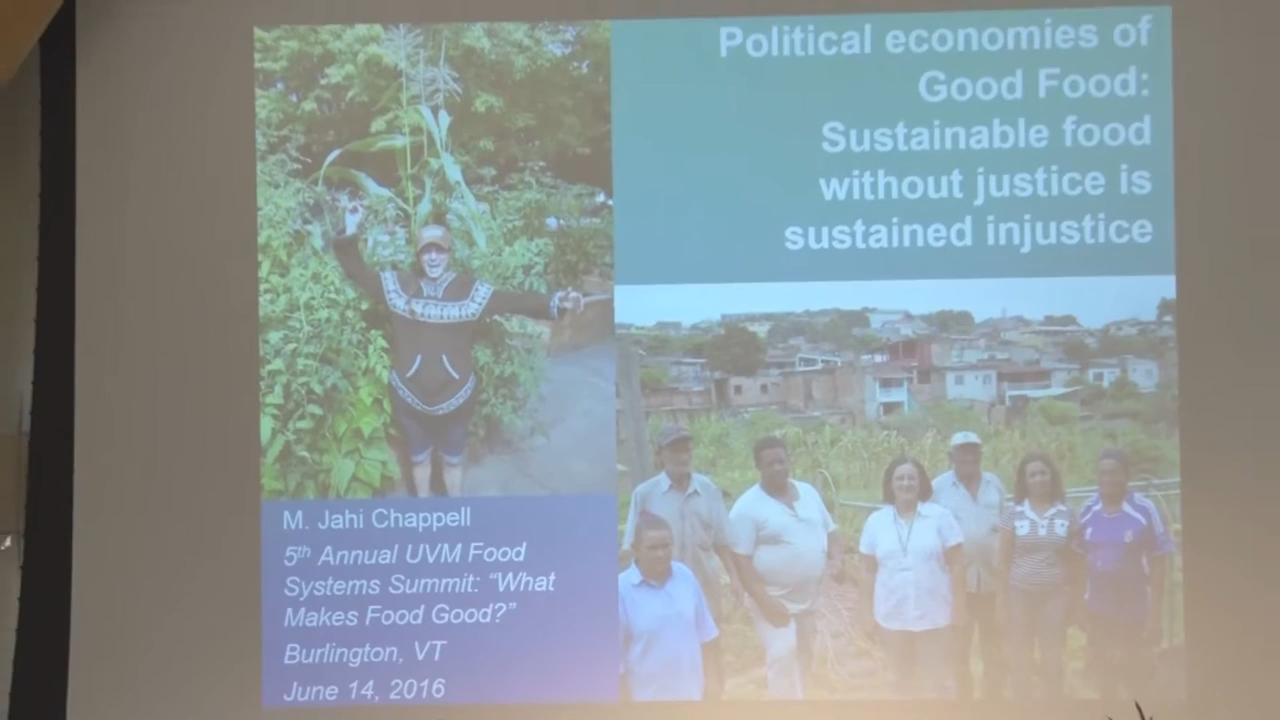 Political economies of
Good Food:
Sustainable food
without justice is
sustained injustice
M. Jahi Chappell
5th Annual UVM Food
Systems Summit: “What
Makes Food Good?”
Burlington, VT
June 14, 2016